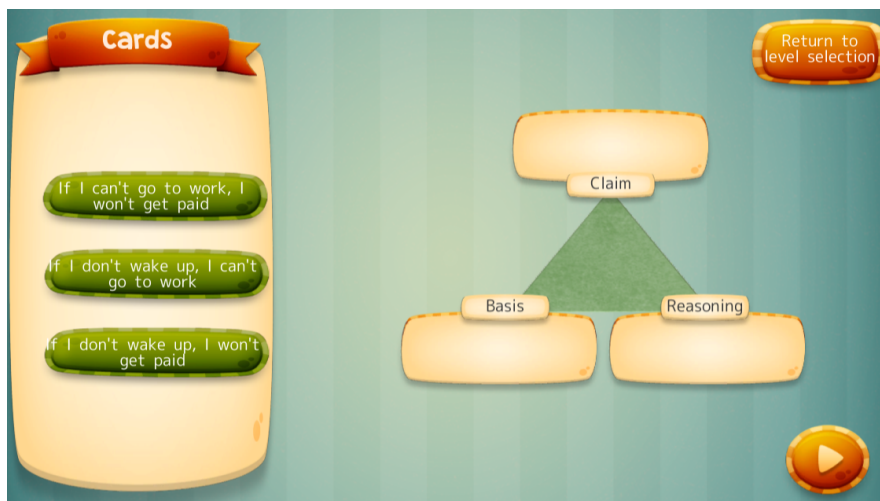 Cards
If I can't go to work, I
won't get paid
If I don't wake up, I can't
go to work
If I don't wake up, I won't
get paid
Return to
level selection
Claim
Basis
Reasoning